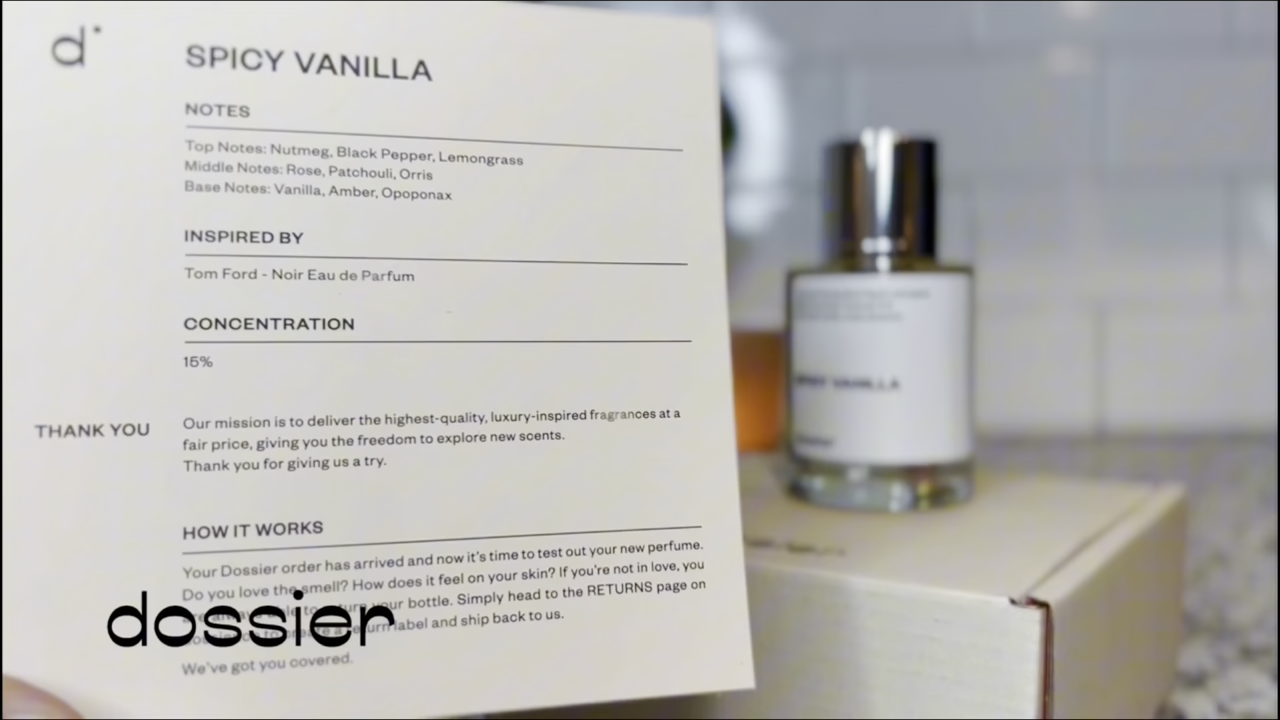 d
SPICY VANILLA
NOTES
Top Notes: Nutmeg, Black Pepper, Lemongrass
Middle Notes: Rose, Patchouli, Orris
Base Notes: Vanilla, Amber, Opoponax
INSPIRED BY
Tom Ford - Noir Eau de Parfum
CONCENTRATION
15%
THANK YOU
Our mission is to deliver the highest-quality, luxury-inspired fragrances at a
fair price, giving you the freedom to explore new scents.
Thank you for giving us a try.
HOW IT WORKS
Your Dossier order has arrived and now it's time to test out your new perfume.
Do you love the smell? How does it feel on your skin? If you're not in love, you
your bottle. Simply head to the RETURNS page on
label and ship back to us.
We've got you covered.
dossier
SPICY VANILLA